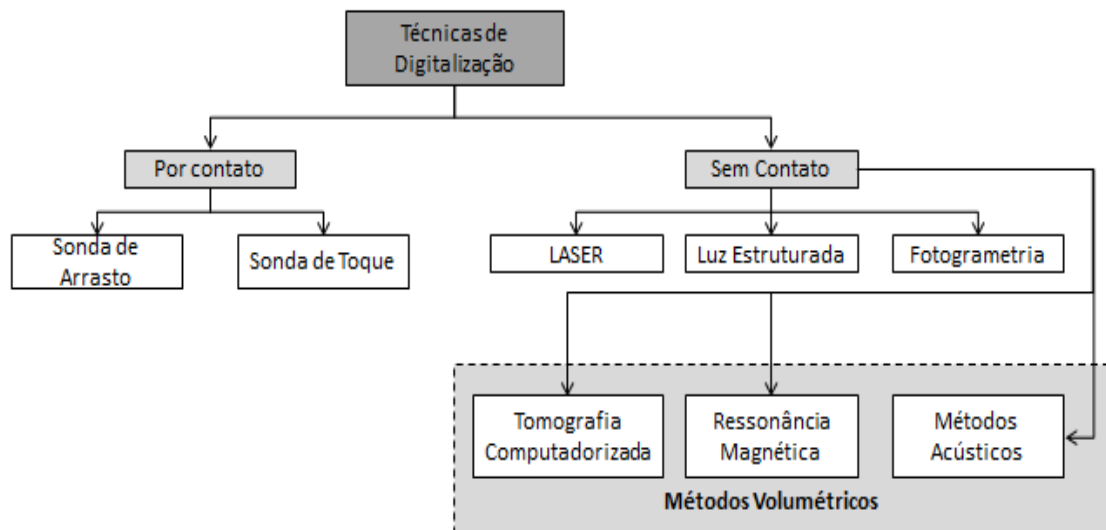 Técnicas de
Digitalização
Por contato
Sem Contato
Sonda de
Arrasto
Sonda de Toque
LASER
Luz Estruturada
Fotogrametria
Tomografia
Computadorizada
Ressonância
Magnética
Métodos
Acústicos
Métodos Volumétricos